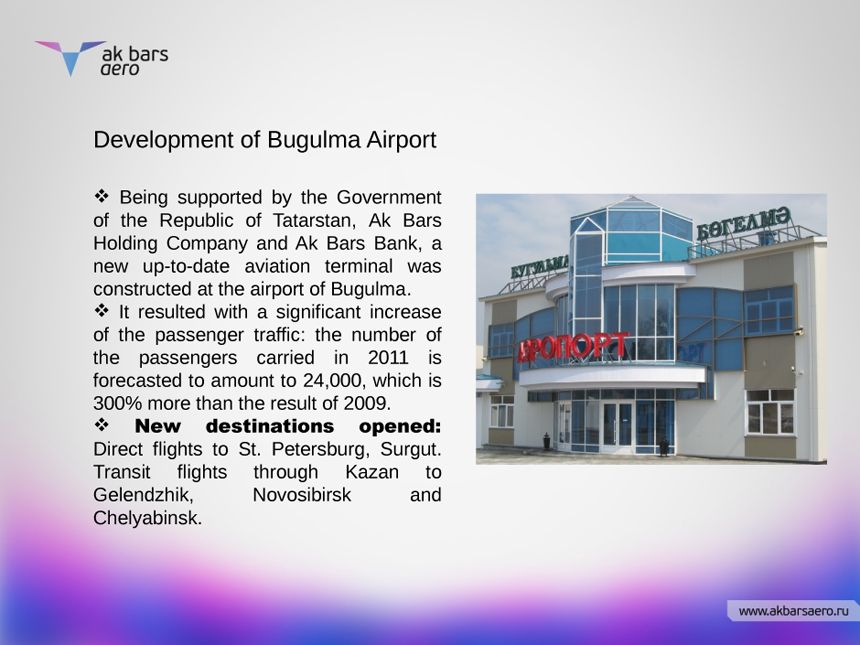 ak bars
aero
Development of Bugulma Airport
❖ Being supported by the Government
of the Republic of Tatarstan, Ak Bars
Holding Company and Ak Bars Bank, a
new up-to-date aviation terminal was
constructed at the airport of Bugulma.
❖ It resulted with a significant increase
of the passenger traffic: the number of
the passengers carried in 2011 is
forecasted to amount to 24,000, which is
300% more than the result of 2009.
❖ New destinations opened:
Direct flights to St. Petersburg, Surgut.
Transit flights through Kazan to
Gelendzhik, Novosibirsk and
Chelyabinsk.
БУГУЛЬМА
БӨГЕЛМӘ
АЭРОПОРТ
www.akbarsaero.ru